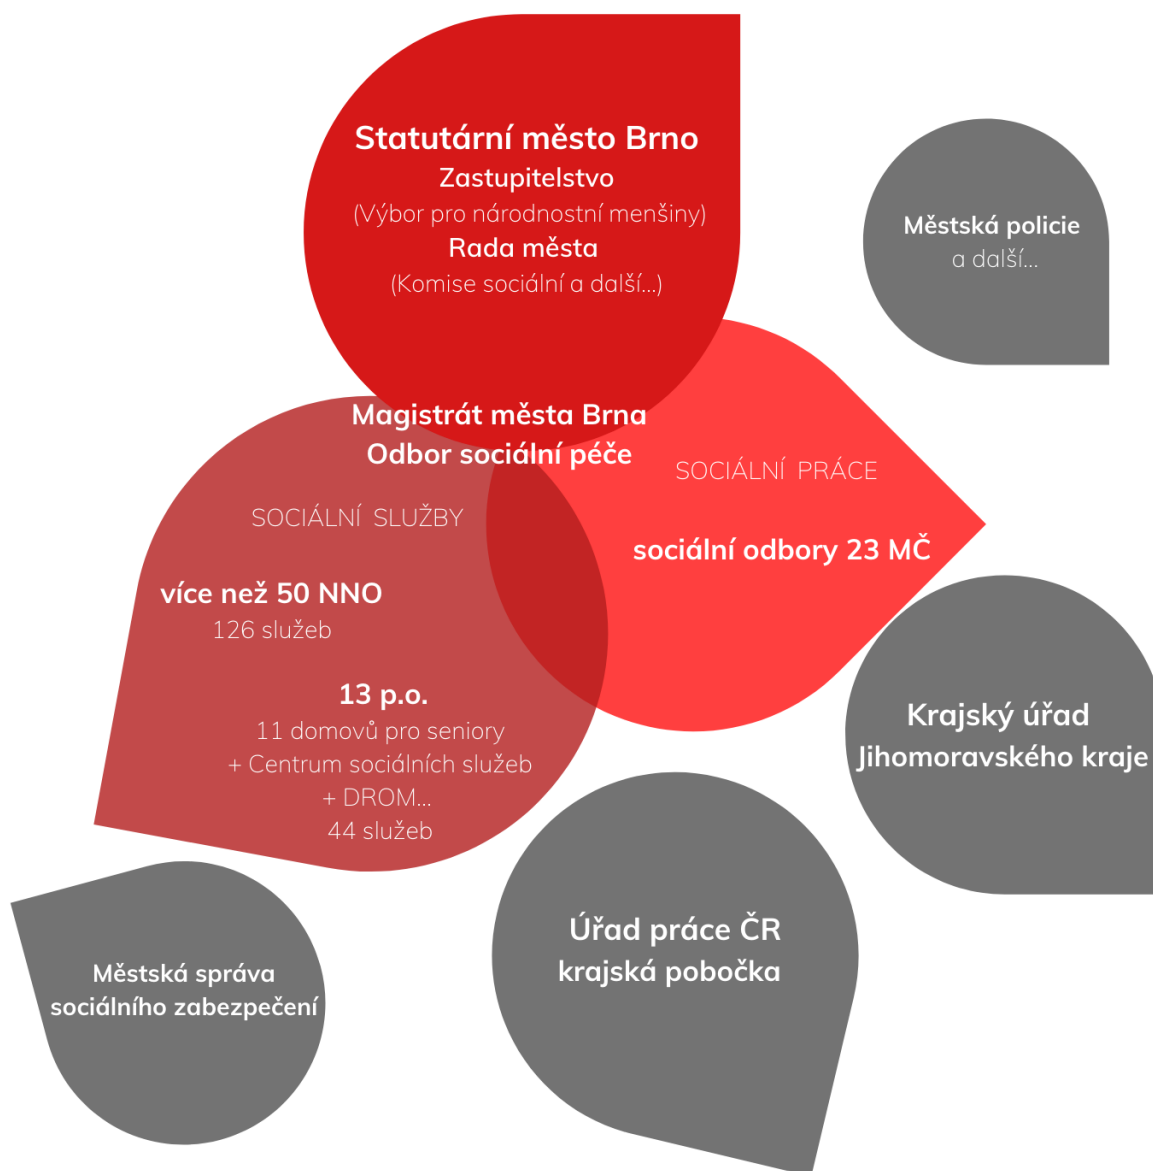 Statutární město Brno
Zastupitelstvo
(Výbor pro národnostní menšiny)
Rada města
(Komise sociální a další...)
Městská policie
a další...
Magistrát města Brna
Odbor sociální péče
SOCIÁLNÍ PRÁCE
sociální odbory 23 MČ
SOCIÁLNÍ SLUŽBY
více než 50 NNO
126 služeb
13 p.o.
11 domovů pro seniory
+ Centrum sociálních služeb
+ DROM...
44 služeb
Krajský úřad
Jihomoravského kraje
Úřad práce ČR
krajská pobočka
Městská správa
sociálního zabezpečení